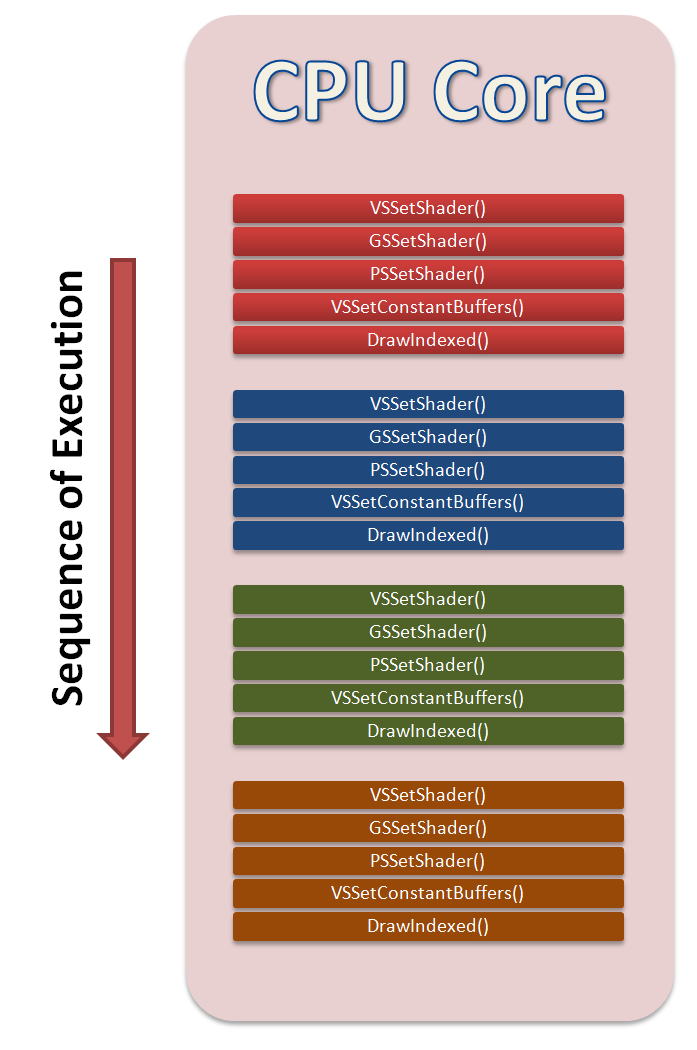 CPU Core
Sequence of Execution
VSSetShader()
GSSetShader()
PSSetShader()
VSSetConstantBuffers()
DrawIndexed()
VSSetShader()
GSSetShader()
PSSetShader()
VSSetConstantBuffers()
DrawIndexed()
VSSetShader()
GSSetShader()
PSSetShader()
VSSetConstantBuffers()
DrawIndexed()
VSSetShader()
GSSetShader()
PSSetShader()
VSSetConstantBuffers()
DrawIndexed()